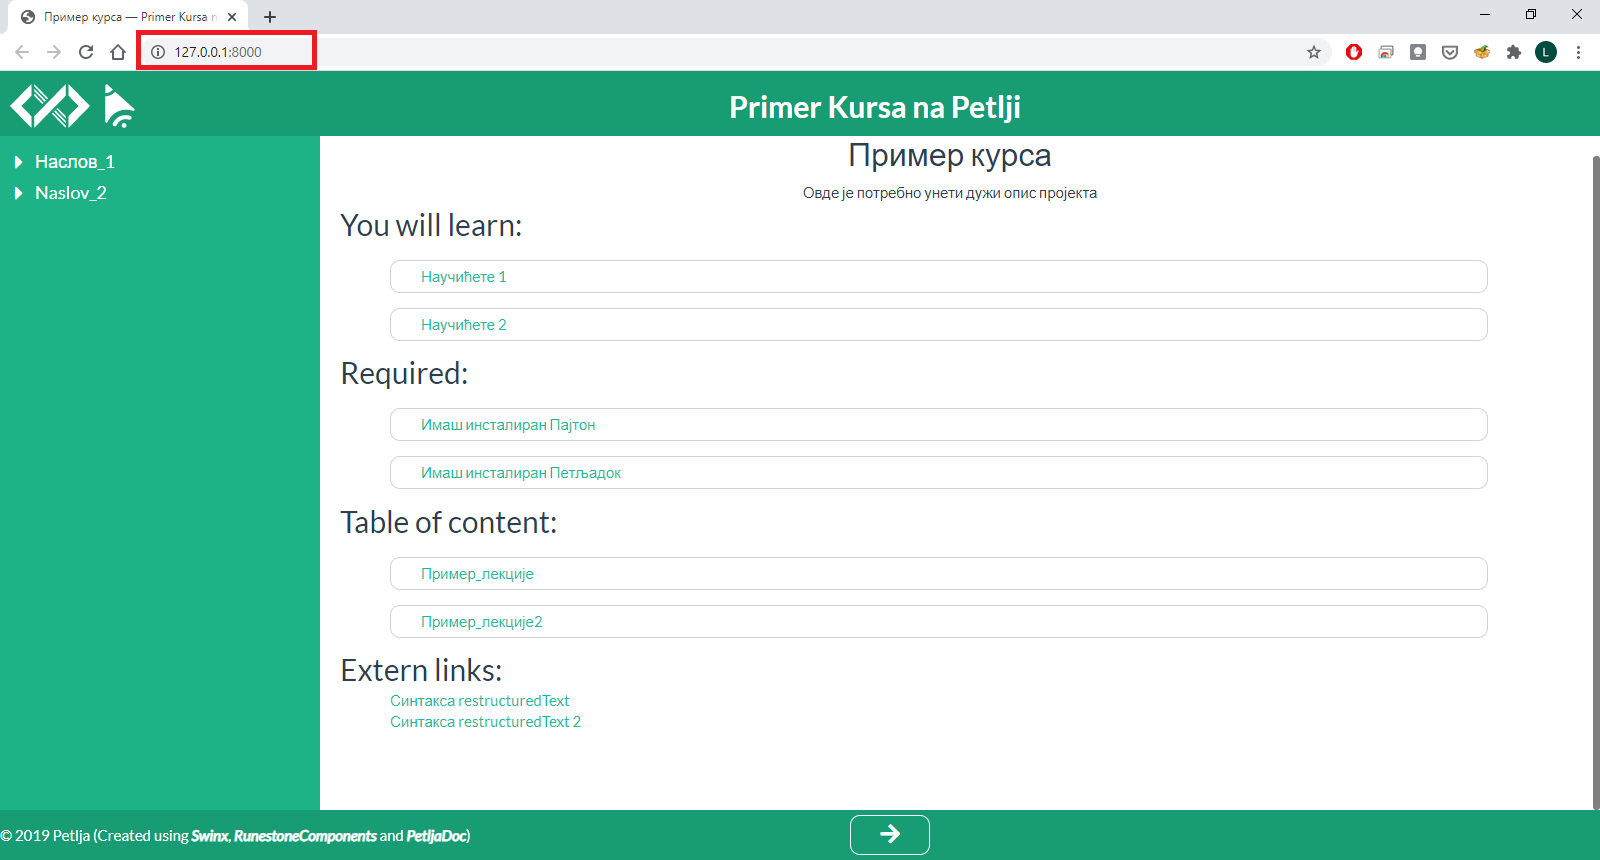 Пример курса — Primer Kursa n
127.0.0.1:8000
L
Primer Kursa na Petlji
Наслов_1
Naslov_2
Пример курса
Овде је потребно унети дужи опис пројекта
You will learn:
Научићете 1
Научићете 2
Required:
Имаш инсталиран Пајтон
Имаш инсталиран Петљадок
Table of content:
Пример_лекције
Пример_лекције2
Extern links:
Синтакса restructuredText
Синтакса restructuredText 2
© 2019 Petlja (Created using Swinx, RunestoneComponents and PetljaDoc)